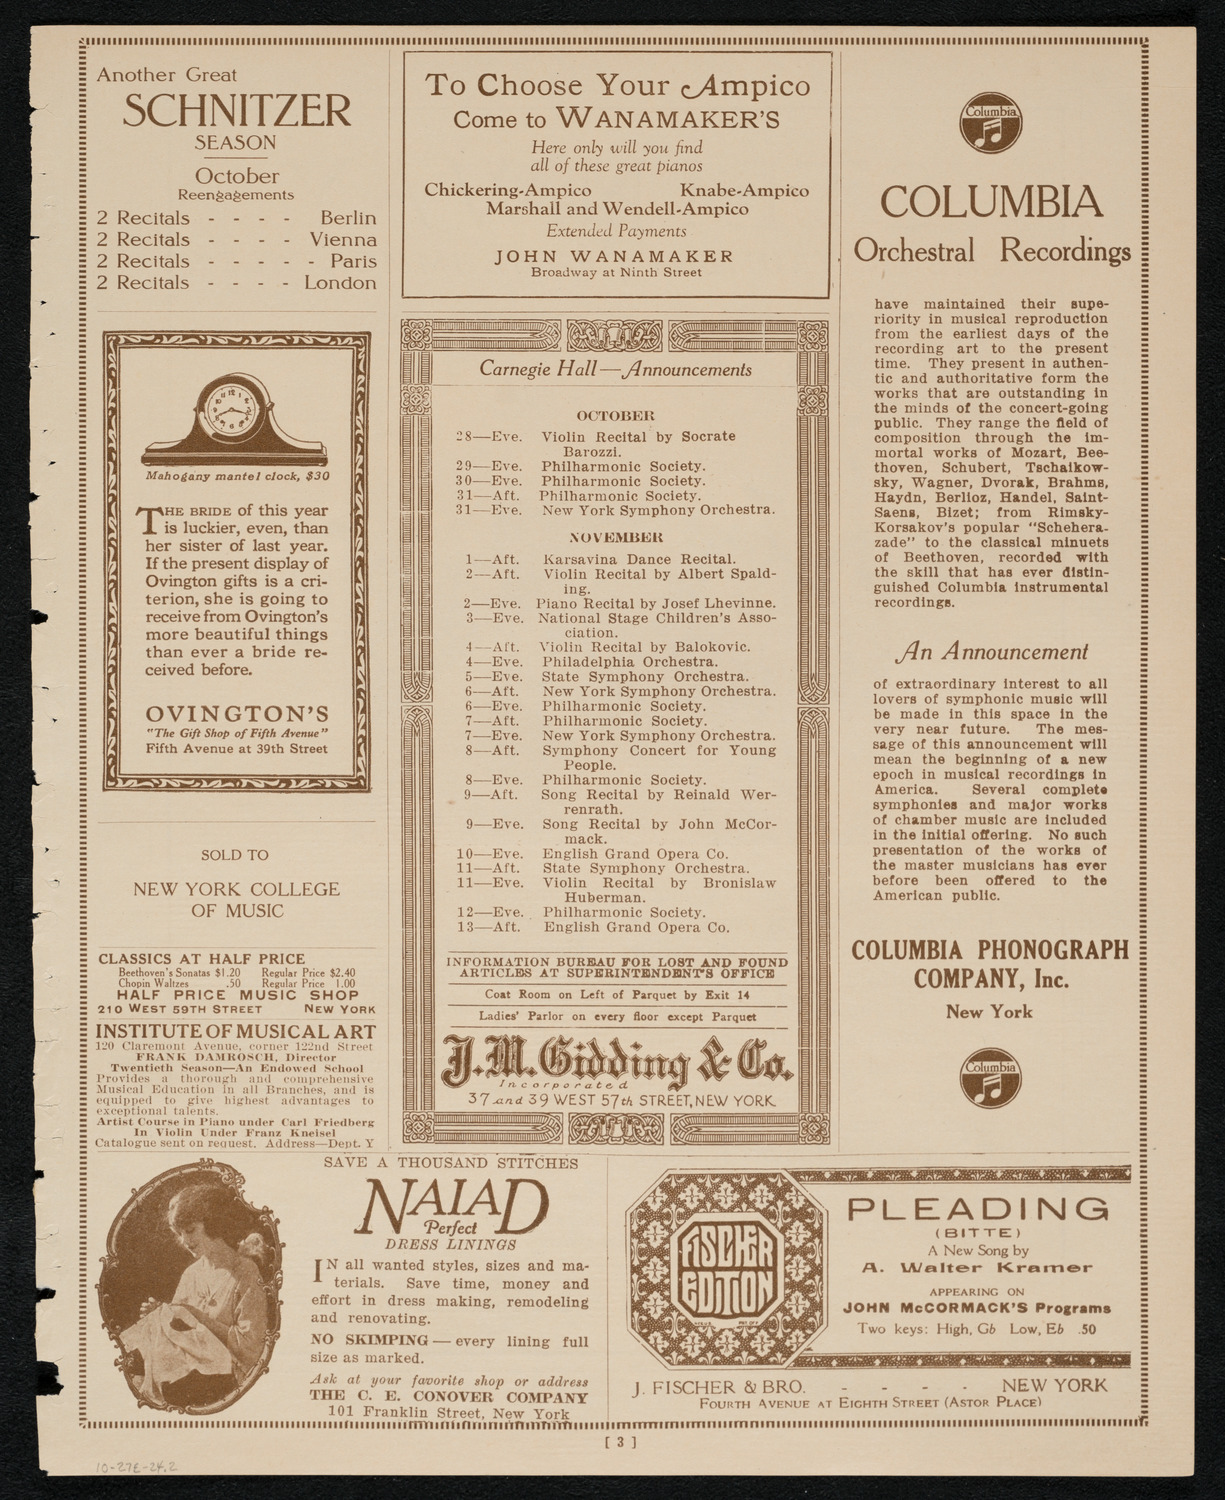 Another Great
SCHNITZER
SEASON
October
Reengagements
2 Recitals - - - - Berlin
2 Recitals - - - - Vienna
2 Recitals - - - - - Paris
2 Recitals - - - - London
Mahogany mantel clock, $30
THE BRIDE of this year
is luckier, even, than
her sister of last year.
If the present display of
Ovington gifts is a cri-
terion, she is going to
receive from Ovington's
more beautiful things
than ever a bride re-
ceived before.
OVINGTON'S
"The Gift Shop of Fifth Avenue"
Fifth Avenue at 39th Street
SOLD TO
NEW YORK COLLEGE
OF MUSIC
CLASSICS AT HALF PRICE
Beethoven's Sonatas $1.20 Regular Price $2.40
Chopin Waltzes .50 Regular Price 1.00
HALF PRICE MUSIC SHOP
210 WEST 59TH STREET NEW YORK
INSTITUTE OF MUSICAL ART
120 Claremont Avenue, corner 122nd Street
FRANK DAMROSCH, Director
Twentieth Season—An Endowed School
Provides a thorough and comprehensive
Musical Education in all Branches, and is
equipped to give highest advantages to
exceptional talents.
Artist Course in Piano under Carl Friedberg
In Violin Under Franz Kneisel
Catalogue sent on request. Address—Dept. Y
To Choose Your Ampico
Come to WANAMAKER'S
Here only will you find
all of these great pianos
Chickering-Ampico Knabe-Ampico
Marshall and Wendell-Ampico
Extended Payments
JOHN WANAMAKER
Broadway at Ninth Street
Carnegie Hall—Announcements
OCTOBER
28—Eve. Violin Recital by Socrate
Barozzi.
29—Eve. Philharmonic Society.
30—Eve. Philharmonic Society.
31—Aft. Philharmonic Society.
31—Eve. New York Symphony Orchestra.
NOVEMBER
1—Aft. Karsavina Dance Recital.
2—Aft. Violin Recital by Albert Spald-
ing.
2—Eve. Piano Recital by Josef Lhevinne.
3—Eve. National Stage Children's Asso-
ciation.
4—Aft. Violin Recital by Balokovic.
4—Eve. Philadelphia Orchestra.
5—Eve. State Symphony Orchestra.
6—Aft. New York Symphony Orchestra.
6—Eve. Philharmonic Society.
7—Aft. Philharmonic Society.
7—Eve. New York Symphony Orchestra.
8—Aft. Symphony Concert for Young
People.
8—Eve. Philharmonic Society.
9—Aft. Song Recital by Reinald Wer-
renrath.
9—Eve. Song Recital by John McCor-
mack.
10—Eve. English Grand Opera Co.
11—Aft. State Symphony Orchestra.
11—Eve. Violin Recital by Bronislaw
Huberman.
12—Eve. Philharmonic Society.
13—Aft. English Grand Opera Co.
INFORMATION BUREAU FOR LOST AND FOUND
ARTICLES AT SUPERINTENDENT'S OFFICE
Coat Room on Left of Parquet by Exit 14
Ladies' Parlor on every floor except Parquet
J. M. Gidding & Co.
Incorporated
37 and 39 WEST 57th STREET, NEW YORK
Columbia
COLUMBIA
Orchestral Recordings
have maintained their supe-
riority in musical reproduction
from the earliest days of the
recording art to the present
time. They present in authen-
tic and authoritative form the
works that are outstanding in
the minds of the concert-going
public. They range the field of
composition through the im-
mortal works of Mozart, Bee-
thoven, Schubert, Tschaikow-
sky, Wagner, Dvorak, Brahms,
Haydn, Berlioz, Handel, Saint-
Saens, Bizet; from Rimsky-
Korsakov's popular "Schehera-
zade" to the classical minuets
of Beethoven, recorded with
the skill that has ever distin-
guished Columbia instrumental
recordings.
An Announcement
of extraordinary interest to all
lovers of symphonic music will
be made in this space in the
very near future. The mes-
sage of this announcement will
mean the beginning of a new
epoch in musical recordings in
America. Several complete
symphonies and major works
of chamber music are included
in the initial offering. No such
presentation of the works of
the master musicians has ever
before been offered to the
American public.
COLUMBIA PHONOGRAPH
COMPANY, Inc.
New York
Columbia
SAVE A THOUSAND STITCHES
NAIAD
Perfect
DRESS LININGS
IN all wanted styles, sizes and ma-
terials. Save time, money and
effort in dress making, remodeling
and renovating.
NO SKIMPING—every lining full
size as marked.
Ask at your favorite shop or address
THE C. E. CONOVER COMPANY
101 Franklin Street, New York
FISCHER
EDITION
PLEADING
(BITTE)
A New Song by
A. Walter Kramer
APPEARING ON
JOHN McCORMACK'S Programs
Two keys: High, Gb Low, Eb .50
J. FISCHER & BRO. - - - - NEW YORK
FOURTH AVENUE AT EIGHTH STREET (ASTOR PLACE)
[ 3 ]
10-27E-24.2